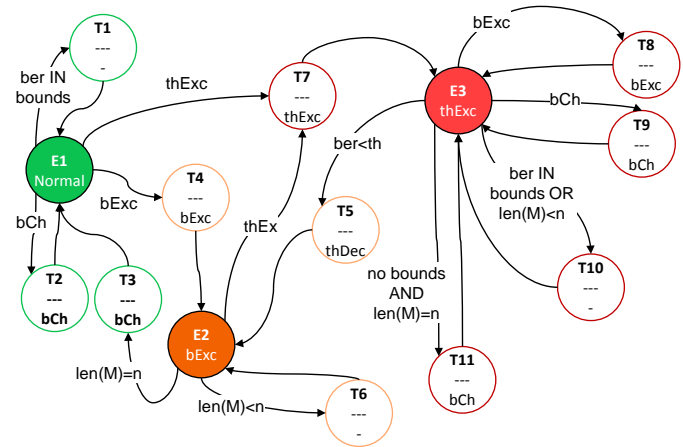 T1
---
-
ber IN
bounds
thExc
T7
---
thExc
bExc
E3
thExc
T8
---
bExc
bCh
T9
---
bCh
E1
Normal
bExc
T4
---
bExc
ber<th
ber IN
bounds OR
len(M)<n
bCh
thEx
T5
---
thDec
T2
---
bCh
T3
---
bCh
no bounds
AND
len(M)=n
T10
---
-
E2
bExc
len(M)=n
len(M)<n
T6
---
-
T11
---
bCh